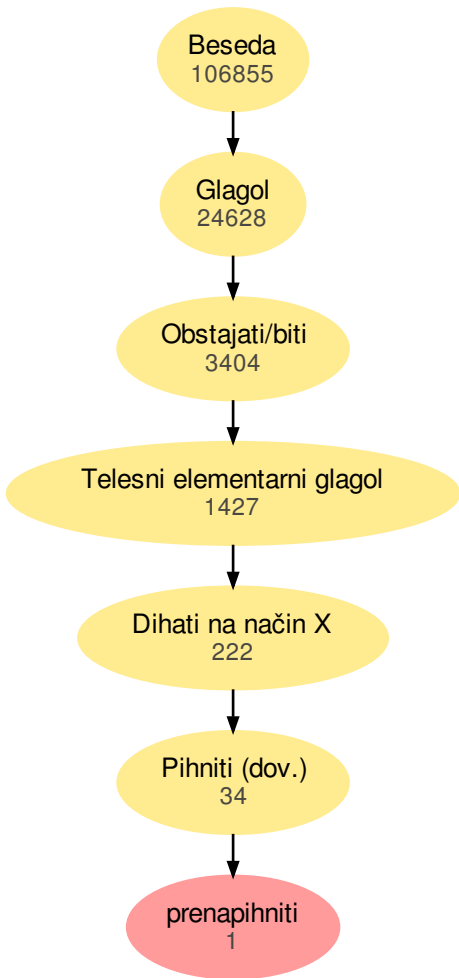 Beseda
106855
Glagol
24628
Obstajati/biti
3404
Telesni elementarni glagol
1427
Dihati na način X
222
Pihniti (dov.)
34
prenapihniti
1